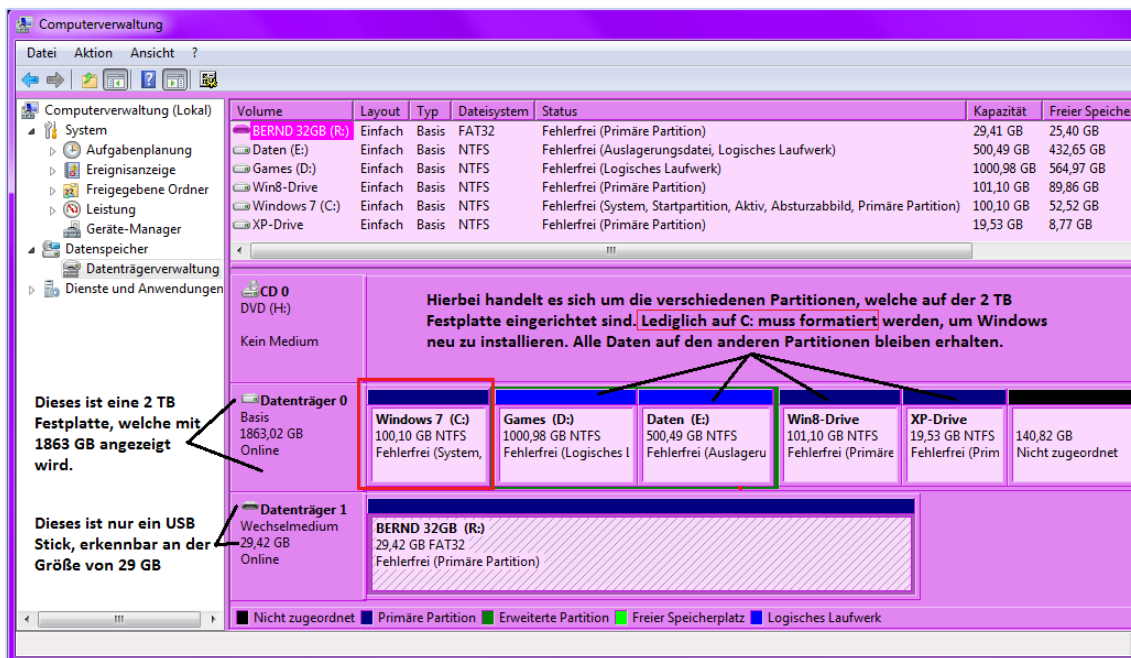 Computerverwaltung
Datei Aktion Ansicht ?
Computerverwaltung (Lokal)
System
Aufgabenplanung
Ereignisanzeige
Freigegebene Ordner
Leistung
Geräte-Manager
Datenspeicher
Datenträgerverwaltung
Dienste und Anwendungen
Volume Layout Typ Dateisystem Status Kapazität Freier Speiche
BERND 32GB (R:) Einfach Basis FAT32 Fehlerfrei (Primäre Partition) 29,41 GB 25,40 GB
Daten (E:) Einfach Basis NTFS Fehlerfrei (Auslagerungsdatei, Logisches Laufwerk) 500,49 GB 432,65 GB
Games (D:) Einfach Basis NTFS Fehlerfrei (Logisches Laufwerk) 1000,98 GB 564,97 GB
Win8-Drive Einfach Basis NTFS Fehlerfrei (Primäre Partition) 101,10 GB 89,86 GB
Windows 7 (C:) Einfach Basis NTFS Fehlerfrei (System, Startpartition, Aktiv, Absturzabbild, Primäre Partition) 100,10 GB 52,52 GB
XP-Drive Einfach Basis NTFS Fehlerfrei (Primäre Partition) 19,53 GB 8,77 GB
CD 0
DVD (H:)
Kein Medium
Hierbei handelt es sich um die verschiedenen Partitionen, welche auf der 2 TB
Festplatte eingerichtet sind. Lediglich auf C: muss formatiert werden, um Windows
neu zu installieren. Alle Daten auf den anderen Partitionen bleiben erhalten.
Dieses ist eine 2 TB
Festplatte, welche mit
1863 GB angezeigt
wird.
Datenträger 0
Basis
1863,02 GB
Online
Windows 7 (C:)
100,10 GB NTFS
Fehlerfrei (System,
Games (D:)
1000,98 GB NTFS
Fehlerfrei (Logisches l
Daten (E:)
500,49 GB NTFS
Fehlerfrei (Auslageru
Win8-Drive
101,10 GB NTFS
Fehlerfrei (Primäre
XP-Drive
19,53 GB NTFS
Fehlerfrei (Prim
140,82 GB
Nicht zugeordnet
Dieses ist nur ein USB
Stick, erkennbar an der
Größe von 29 GB
Datenträger 1
Wechselmedium
29,42 GB
Online
BERND 32GB (R:)
29,42 GB FAT32
Fehlerfrei (Primäre Partition)
Nicht zugeordnet Primäre Partition Erweiterte Partition Freier Speicherplatz Logisches Laufwerk